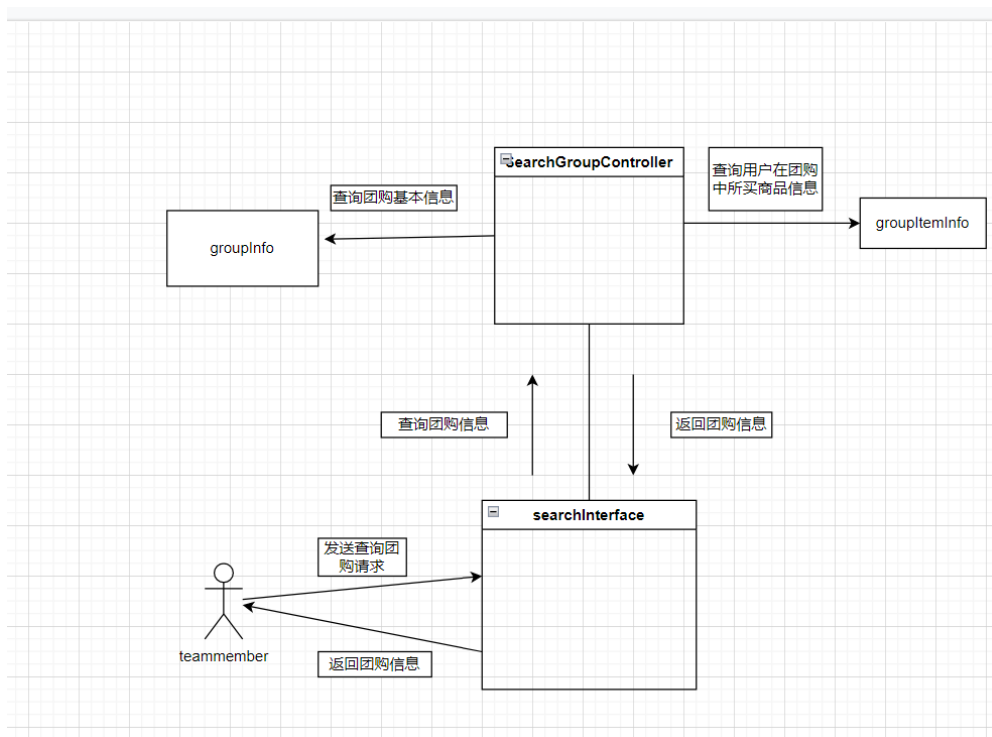 searchGroupController
查询用户在团购
中所买商品信息
查询团购基本信息
groupInfo
groupItemInfo
查询团购信息
返回团购信息
searchInterface
发送查询团
购请求
teammember
返回团购信息